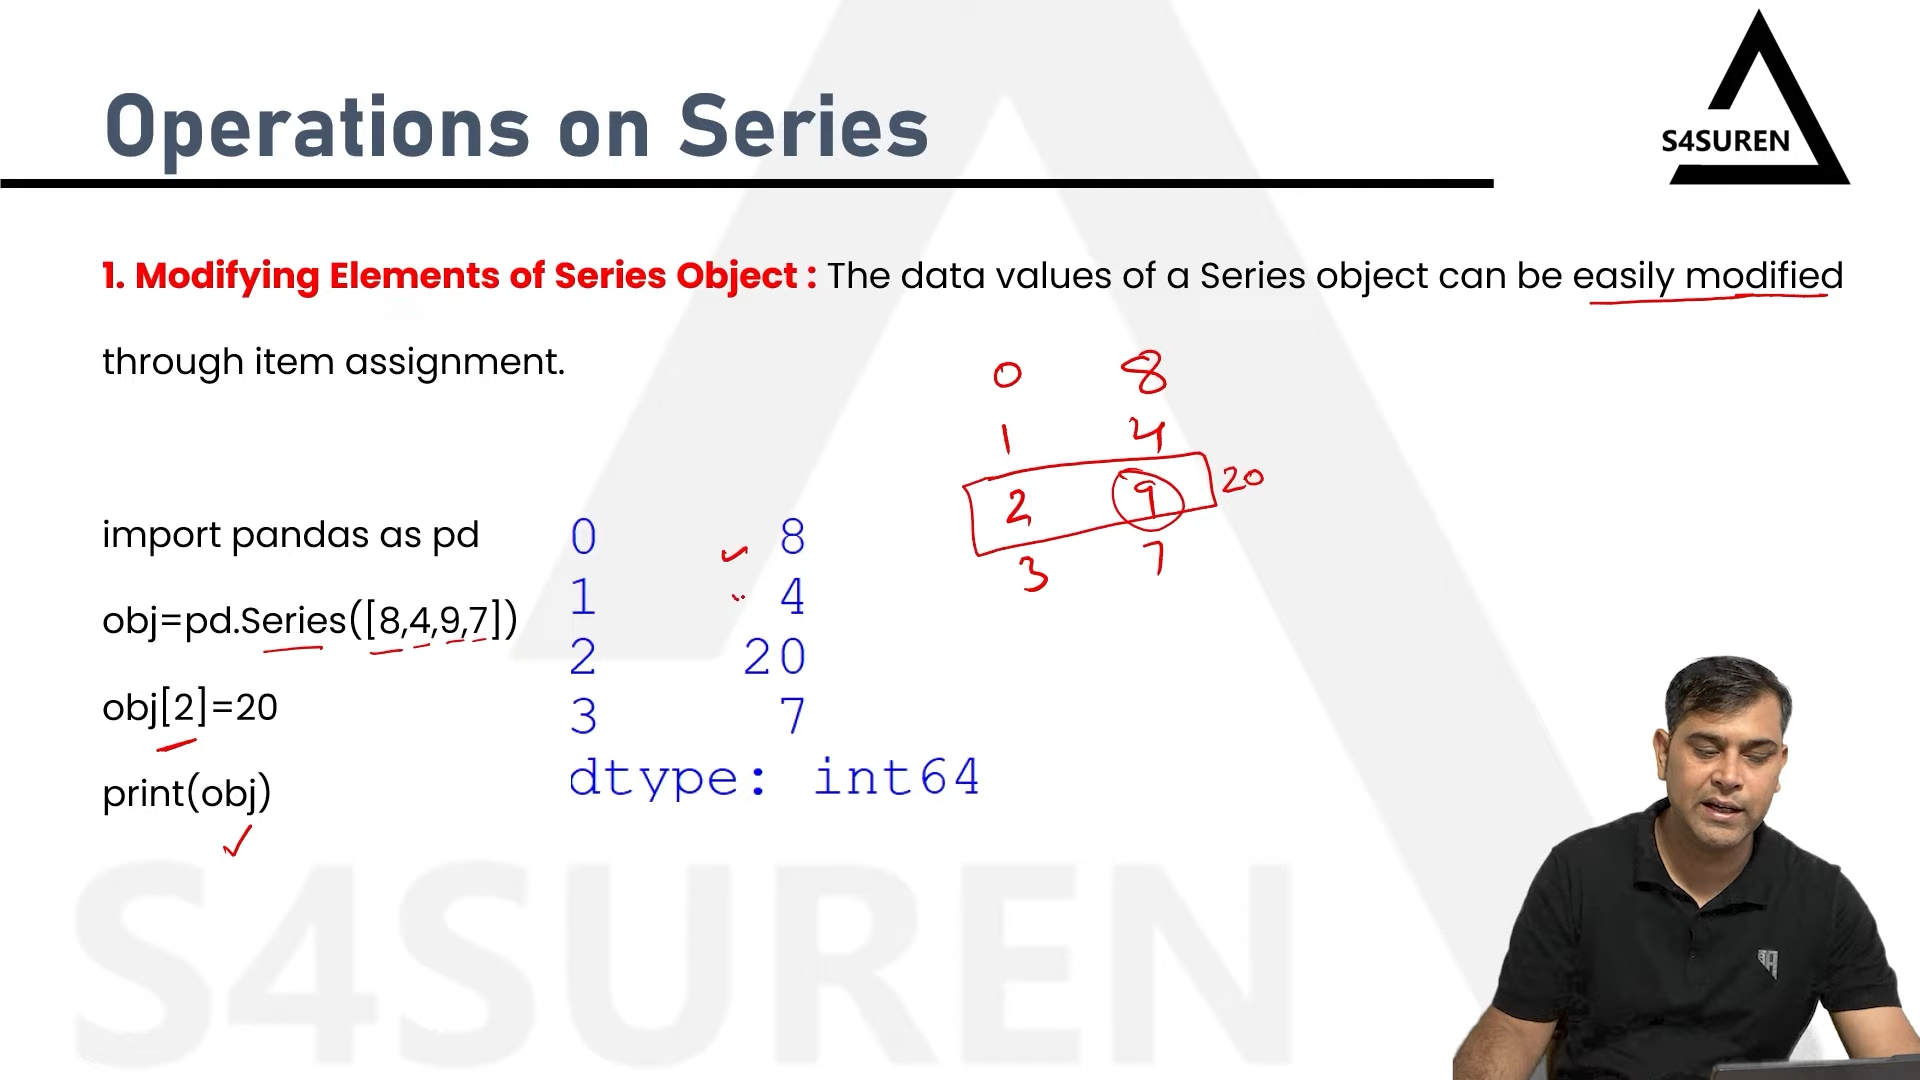 Operations on Series
S4SUREN
1. Modifying Elements of Series Object : The data values of a Series object can be easily modified
through item assignment.
0 8
1 4
2 9 20
3 7
import pandas as pd
obj=pd.Series([8,4,9,7])
obj[2]=20
print(obj)
0 8
1 4
2 20
3 7
dtype: int64
S4SUREN